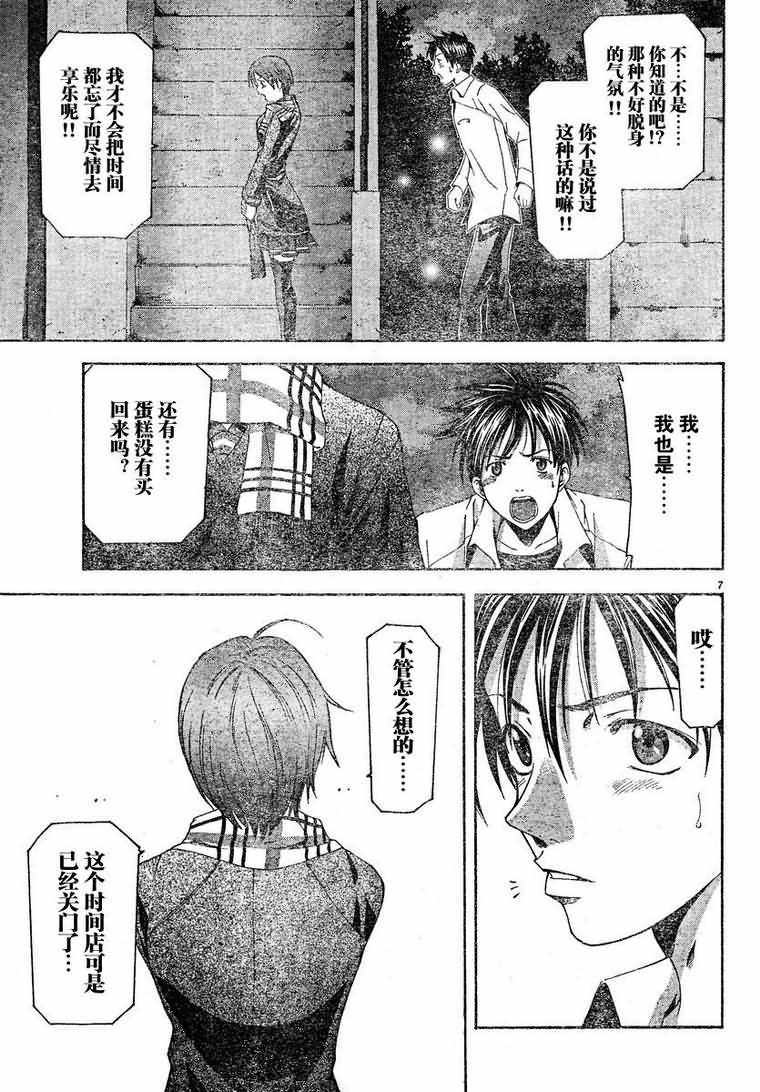 不…不是……
你知道的吧!?
那种不好脱身
的气氛!!
你不是说过
这种话的嘛!!
我才不会把时间
都忘了而尽情去
享乐呢!!
我……
我也是……
还有……
蛋糕没有买
回来吗？
7
哎……
不管怎么想的……
这个时间店可是
已经关门了…